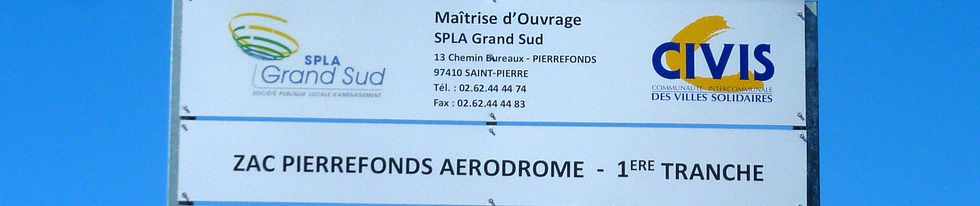 SPLA
Grand Sud
SOCIÉTÉ PUBLIQUE LOCALE D'AMÉNAGEMENT
Maîtrise d'Ouvrage
SPLA Grand Sud
13 Chemin Bureaux - PIERREFONDS
97410 SAINT-PIERRE
Tél. : 02.62.44 44 74
Fax : 02.62.44 44 83
CIVIS
COMMUNAUTÉ INTERCOMMUNALE
DES VILLES SOLIDAIRES
ZAC PIERREFONDS AERODROME - 1ERE TRANCHE